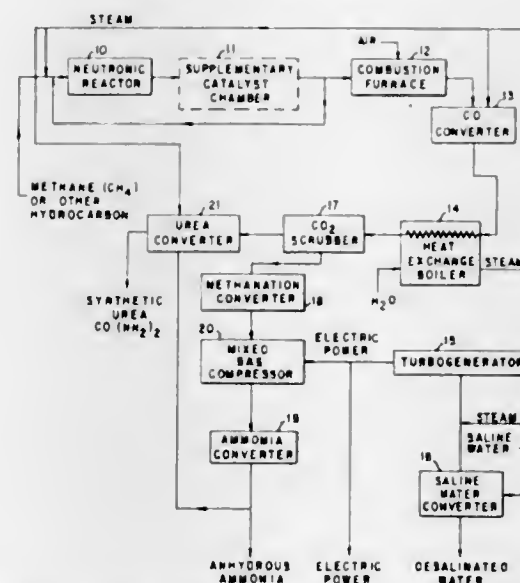 STEAM
10
NEUTRONIC
REACTOR
11
SUPPLEMENTARY
CATALYST
CHAMBER
AIR
12
COMBUSTION
FURRACE
13
CO
CONVERTER
METHANE (CH4)
OR OTHER
HYDROCARBON
21
UREA
CONVERTER
17
CO2
SCRUBBER
14
HEAT
EXCHANGE
BOILER
STEAM
H2O
SYNTHETIC
UREA
CO(NH2)2
METHANATION
CONVERTER
18
20
MIXED
GAS
COMPRESSOR
ELECTRIC
POWER
15
TURBOGENERATOR
19
AMMONIA
CONVERTER
STEAM
SALINE
WATER
16
SALINE
WATER
CONVERTER
ANHYDROUS
AMMONIA
ELECTRIC
POWER
DESALINATED
WATER